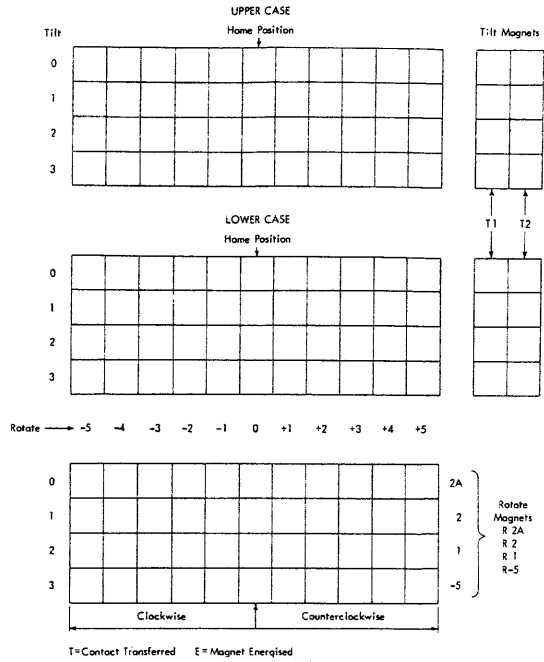 UPPER CASE
Tilt Home Position Tilt Magnets
0
1
2
3
T1 T2
LOWER CASE
Home Position
0
1
2
3
Rotate -5 -4 -3 -2 -1 0 +1 +2 +3 +4 +5
0 2A
1 2
2 1
3 -5
Rotate
Magnets
R 2A
R 2
R 1
R-5
Clockwise Counterclockwise
T=Contact Transferred E=Magnet Energised